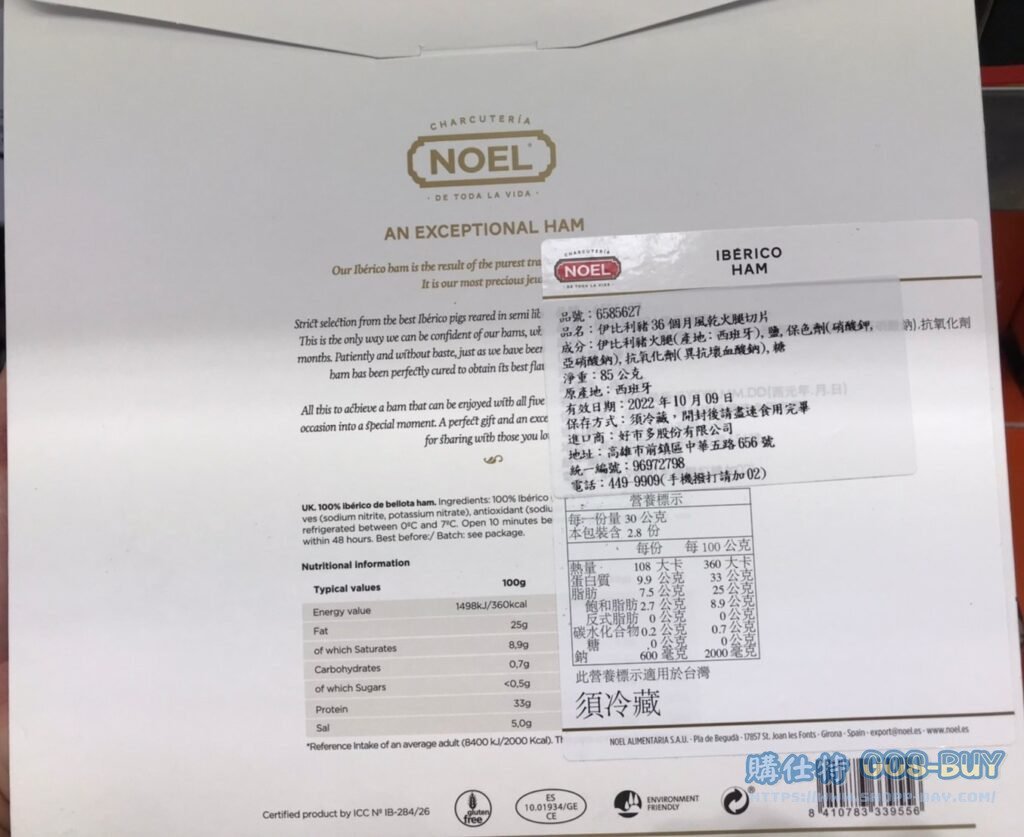 CHARCUTERÍA
NOEL
· DE TODA LA VIDA ·
AN EXCEPTIONAL HAM
Our Ibérico ham is the result of the purest
It is our most precious
Strict selection from the best Ibérico pigs reared in semi
This is the only way we can be confident of our hams,
months. Patiently and without haste, just as we have been
ham has been perfectly cured to obtain its best
All this to achieve a ham that can be enjoyed with all five
occasion into a special moment. A perfect gift and an
for sharing with those you
UK. 100% Ibérico de bellota ham. Ingredients: 100% Ibérico
ves (sodium nitrite, potassium nitrate), antioxidant
refrigerated between 0ºC and 7ºC. Open 10 minutes
within 48 hours. Best before:/ Batch: see package.
Nutritional information
Typical values 100g
Energy value 1498kJ/360kcal
Fat 25g
of which Saturates 8,9g
Carbohydrates 0,7g
of which Sugars <0,5g
Protein 33g
Sal 5,0g
*Reference Intake of an average adult (8400 kJ/2000 Kcal).
Certified product by ICC Nº IB-284/26
gluten free
ES
10.01934/GE
CE
ENVIRONMENT
FRIENDLY
CHARCUTERÍA
NOEL
· DE TODA LA VIDA ·
IBÉRICO
HAM
品號：6585627
品名：伊比利豬36個月風乾火腿切片
成分：伊比利豬火腿(產地：西班牙), 鹽, 保色劑(硝酸鉀, 抗氧化劑
亞硝酸鈉), 抗氧化劑(異抗壞血酸鈉), 糖
淨重：85公克
原產地：西班牙
有效日期：2022年10月09日
保存方式：須冷藏，開封後請盡速食用完畢
進口商：好市多股份有限公司
地址：高雄市前鎮區中華五路656號
統一編號：96972798
電話：449-9909(手機撥打請加02)
營養標示
每一份量 30 公克
本包裝含 2.8 份
每份 每100公克
熱量 108 大卡 360 大卡
蛋白質 9.9 公克 33 公克
脂肪 7.5 公克 25 公克
飽和脂肪 2.7 公克 8.9 公克
反式脂肪 0 公克 0 公克
碳水化合物 0.2 公克 0.7 公克
糖 0 公克 0 公克
鈉 600 毫克 2000 毫克
此營養標示適用於台灣
須冷藏
NOEL ALIMENTARIA S.A.U. · Pla de Begudà · 17857 St. Joan les Fonts · Girona · Spain · export@noel.es · www.noel.es
8 410783 339556
購仕特 GOS-BUY
HTTPS://WWW.SHOPP-DAY.COM/